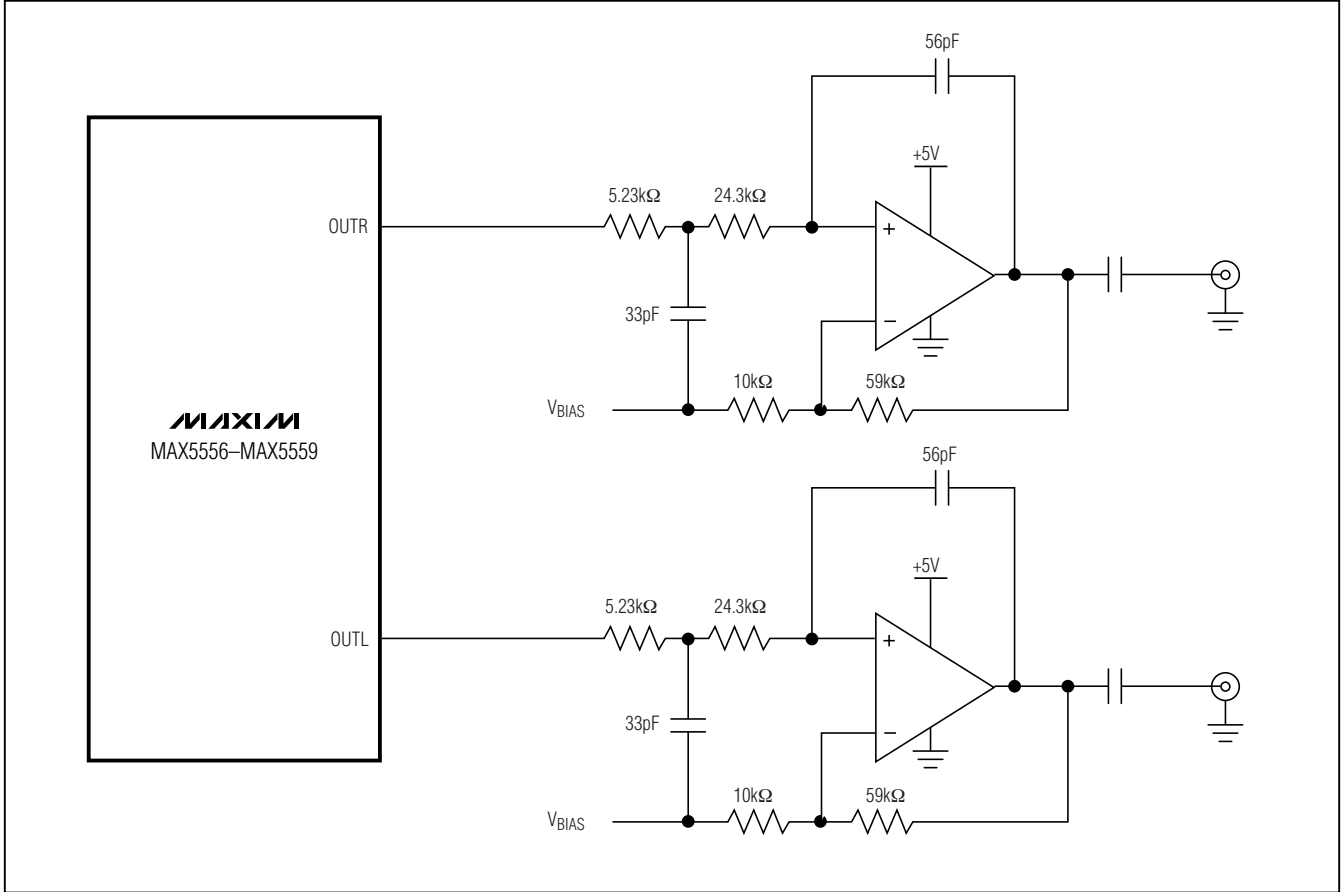 56pF
+5V
5.23kΩ 24.3kΩ
OUTR
+
33pF
−
10kΩ 59kΩ
VBIAS
MAXIM
MAX5556–MAX5559
56pF
+5V
5.23kΩ 24.3kΩ
OUTL
+
33pF
−
10kΩ 59kΩ
VBIAS